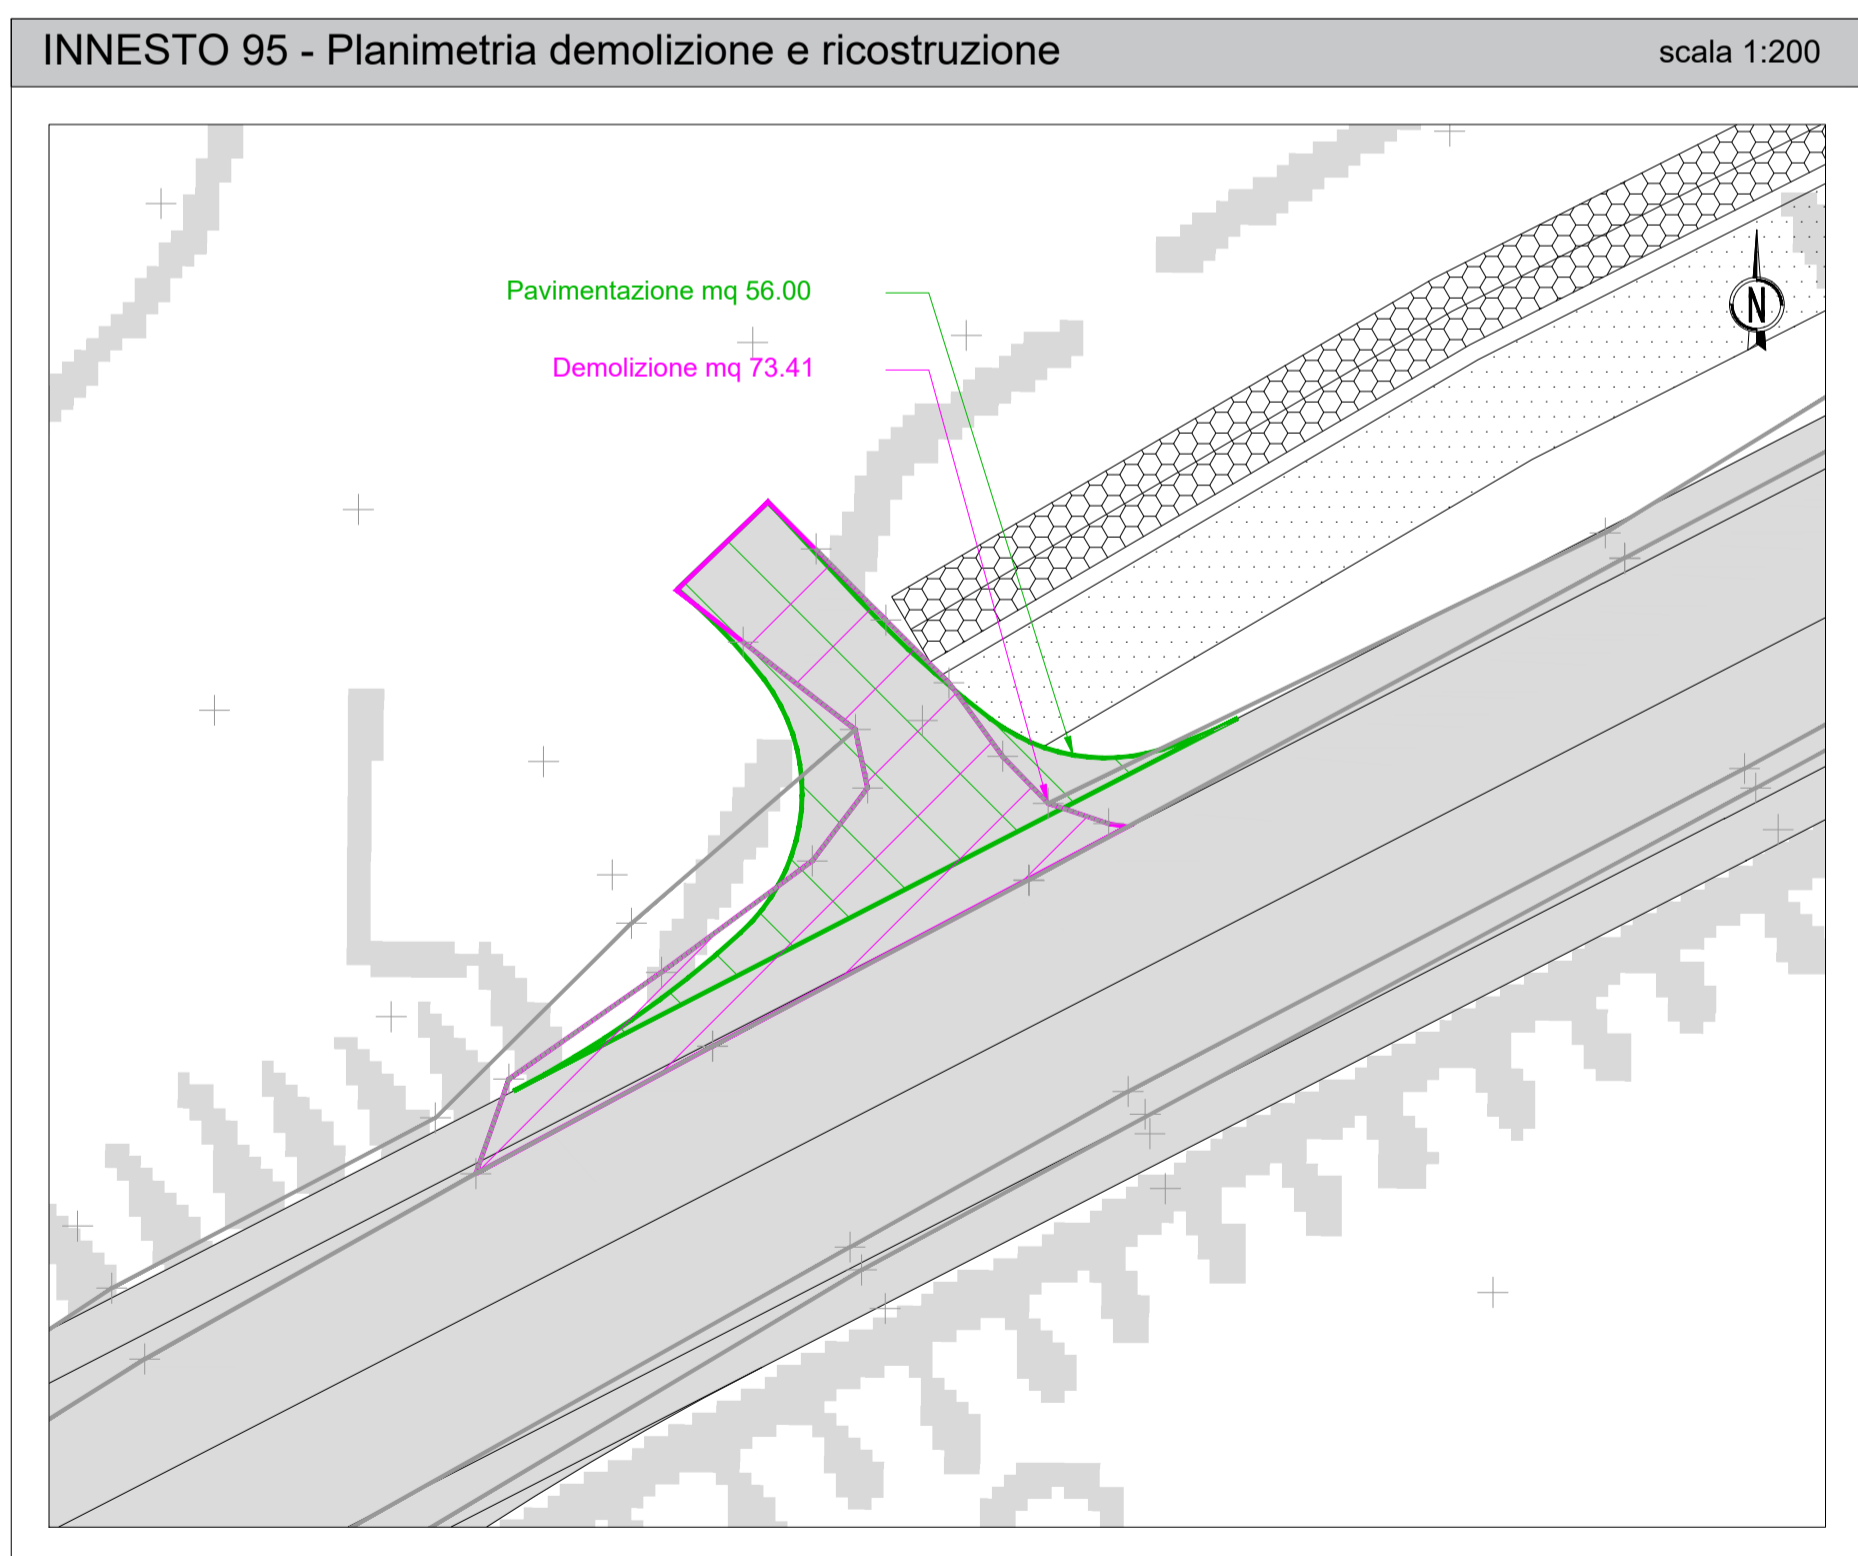 INNESTO 95 - Planimetria demolizione e ricostruzione
scala 1:200
Pavimentazione mq 56.00
Demolizione mq 73.41
N